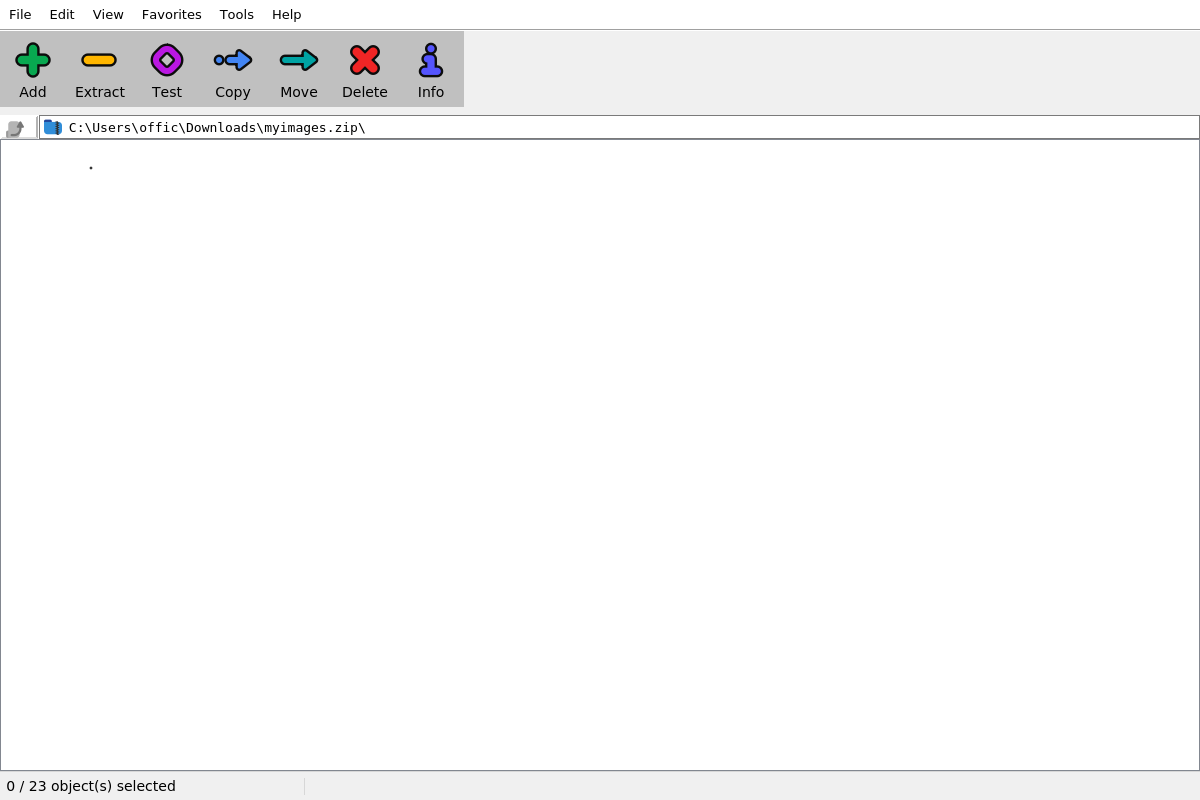 File Edit View Favorites Tools Help
Add Extract Test Copy Move Delete Info
C:\Users\offic\Downloads\myimages.zip\
0 / 23 object(s) selected